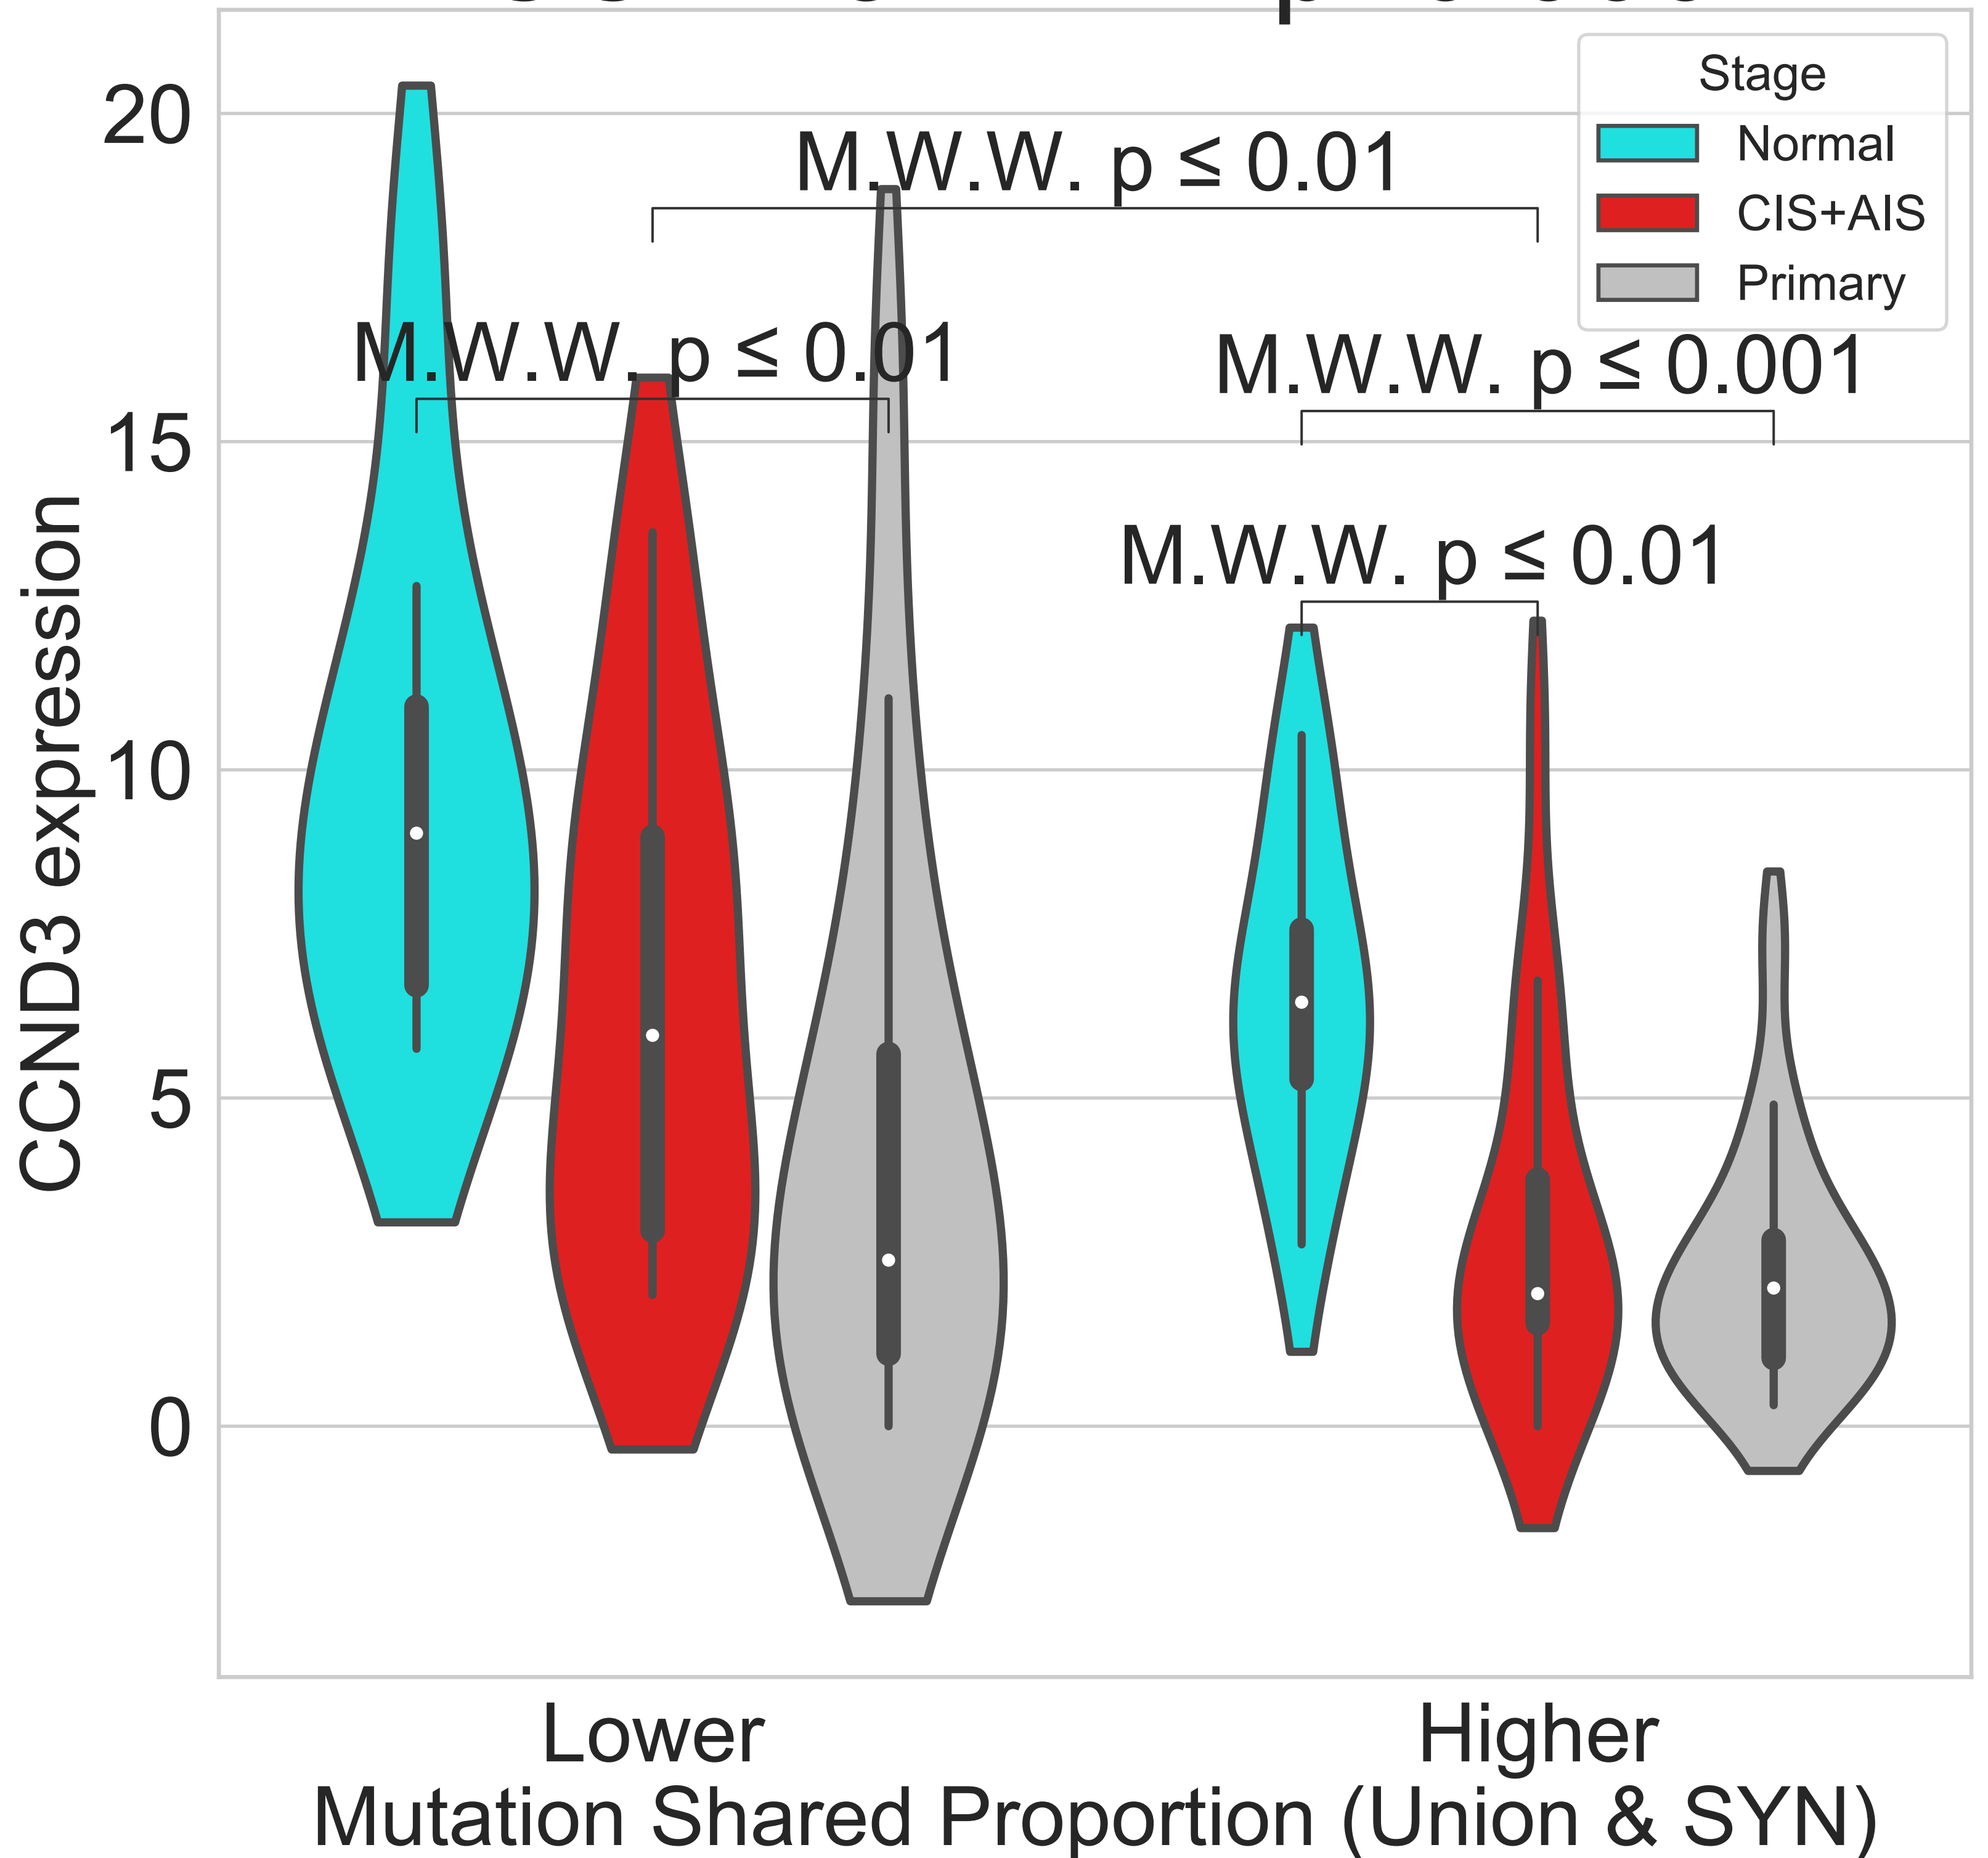 Stage
Normal
CIS+AIS
Primary
M.W.W. p ≤ 0.01
M.W.W. p ≤ 0.01
M.W.W. p ≤ 0.001
M.W.W. p ≤ 0.01
20
15
10
5
0
CCND3 expression
Lower
Higher
Mutation Shared Proportion (Union & SYN)